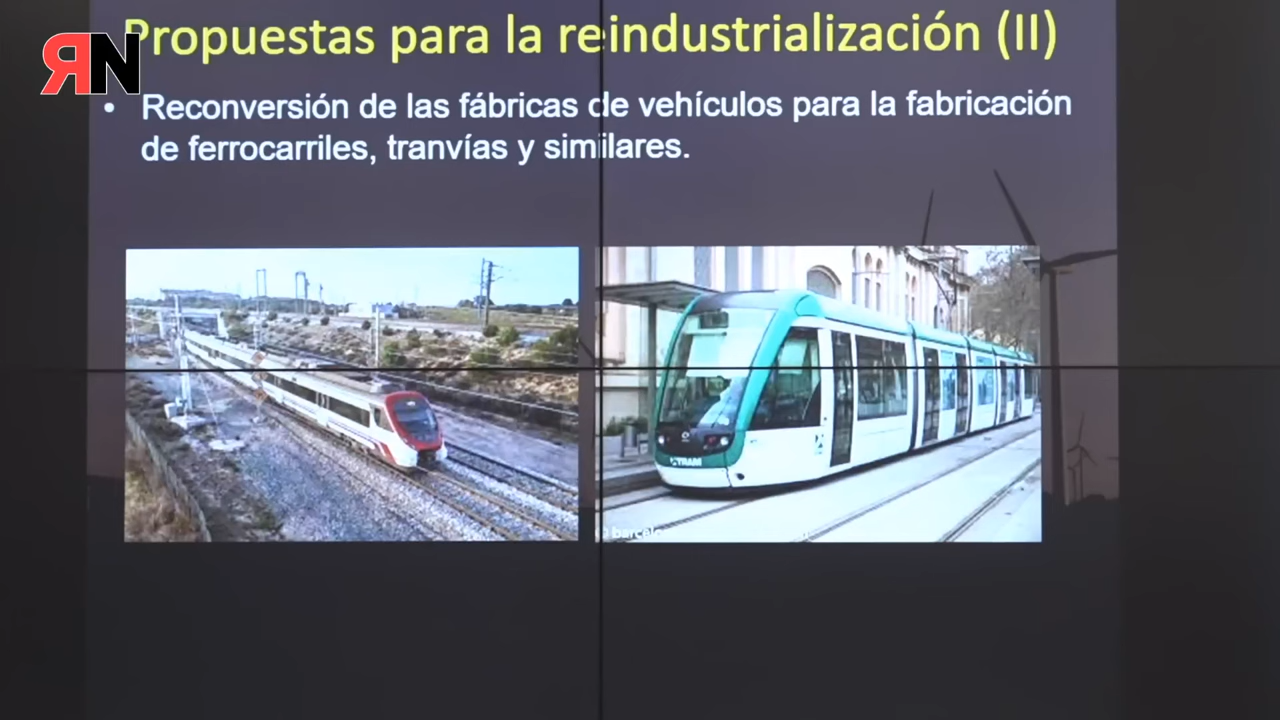 Propuestas para la reindustrialización (II)
ЯN
• Reconversión de las fábricas de vehículos para la fabricación
de ferrocarriles, tranvías y similares.
TRAM